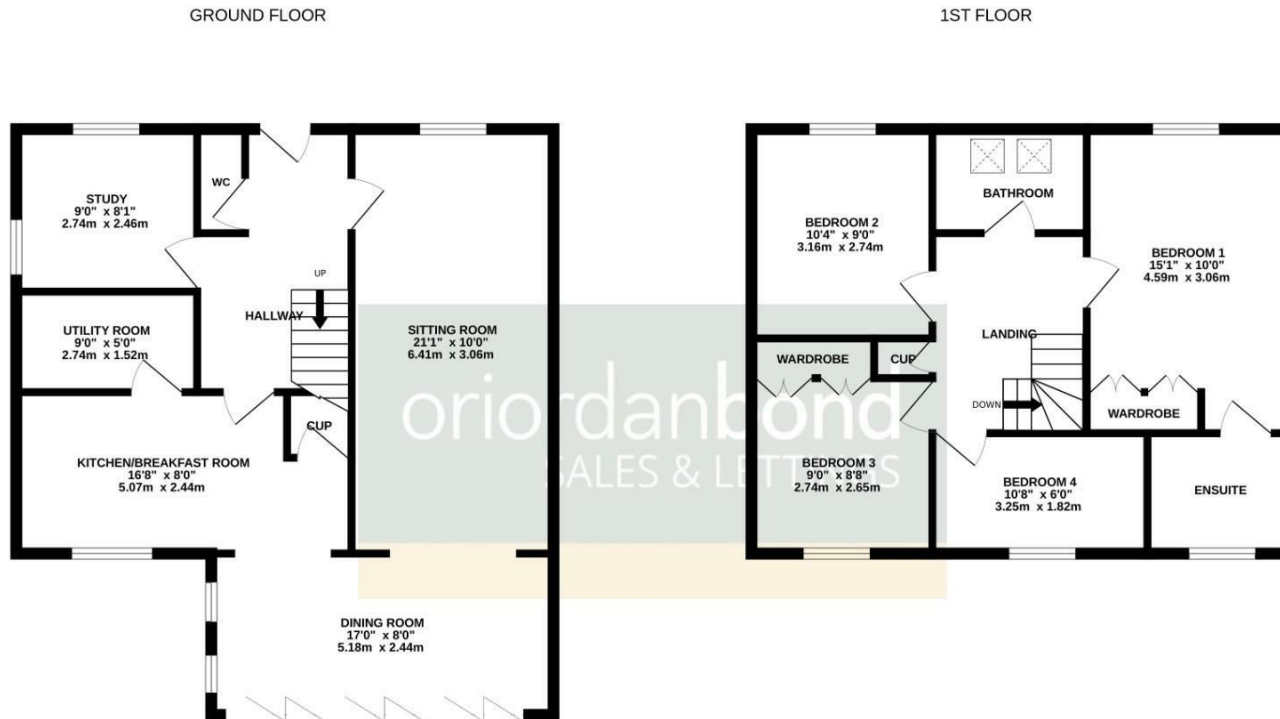 GROUND FLOOR
1ST FLOOR
STUDY
9'0" x 8'1"
2.74m x 2.46m
WC
UP
HALLWAY
UTILITY ROOM
9'0" x 5'0"
2.74m x 1.52m
SITTING ROOM
21'1" x 10'0"
6.41m x 3.06m
CUP
KITCHEN/BREAKFAST ROOM
16'8" x 8'0"
5.07m x 2.44m
DINING ROOM
17'0" x 8'0"
5.18m x 2.44m
oriordanbond
SALES & LETTINGS
BATHROOM
BEDROOM 2
10'4" x 9'0"
3.16m x 2.74m
BEDROOM 1
15'1" x 10'0"
4.59m x 3.06m
LANDING
WARDROBE
CUP
DOWN
WARDROBE
BEDROOM 3
9'0" x 8'8"
2.74m x 2.65m
BEDROOM 4
10'8" x 6'0"
3.25m x 1.82m
ENSUITE